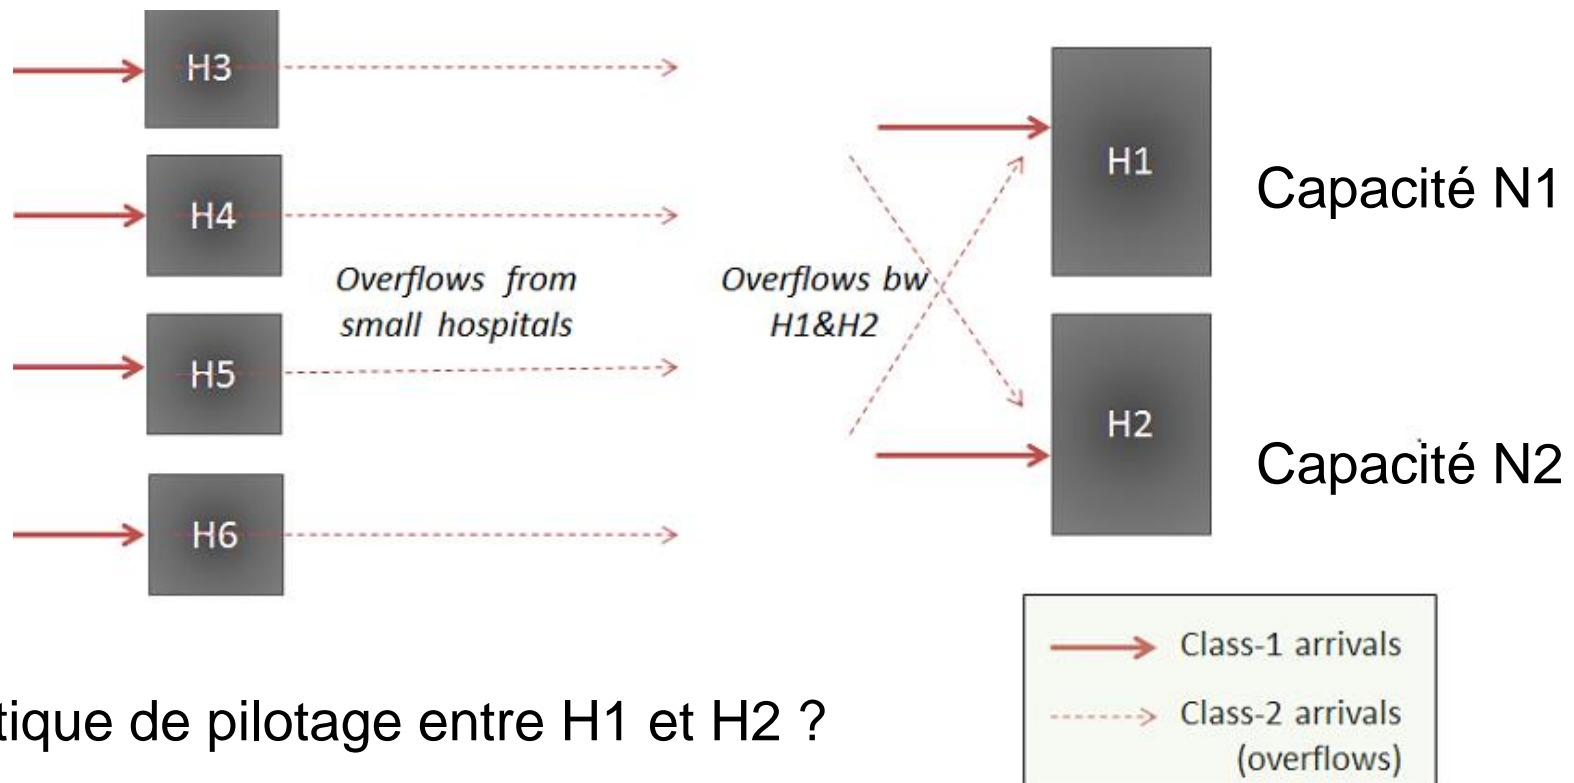 H3
H4
H5
H6
Overflows from
small hospitals
Overflows bw
H1&H2
H1
Capacité N1
H2
Capacité N2
Class-1 arrivals
Class-2 arrivals
(overflows)
tique de pilotage entre H1 et H2 ?